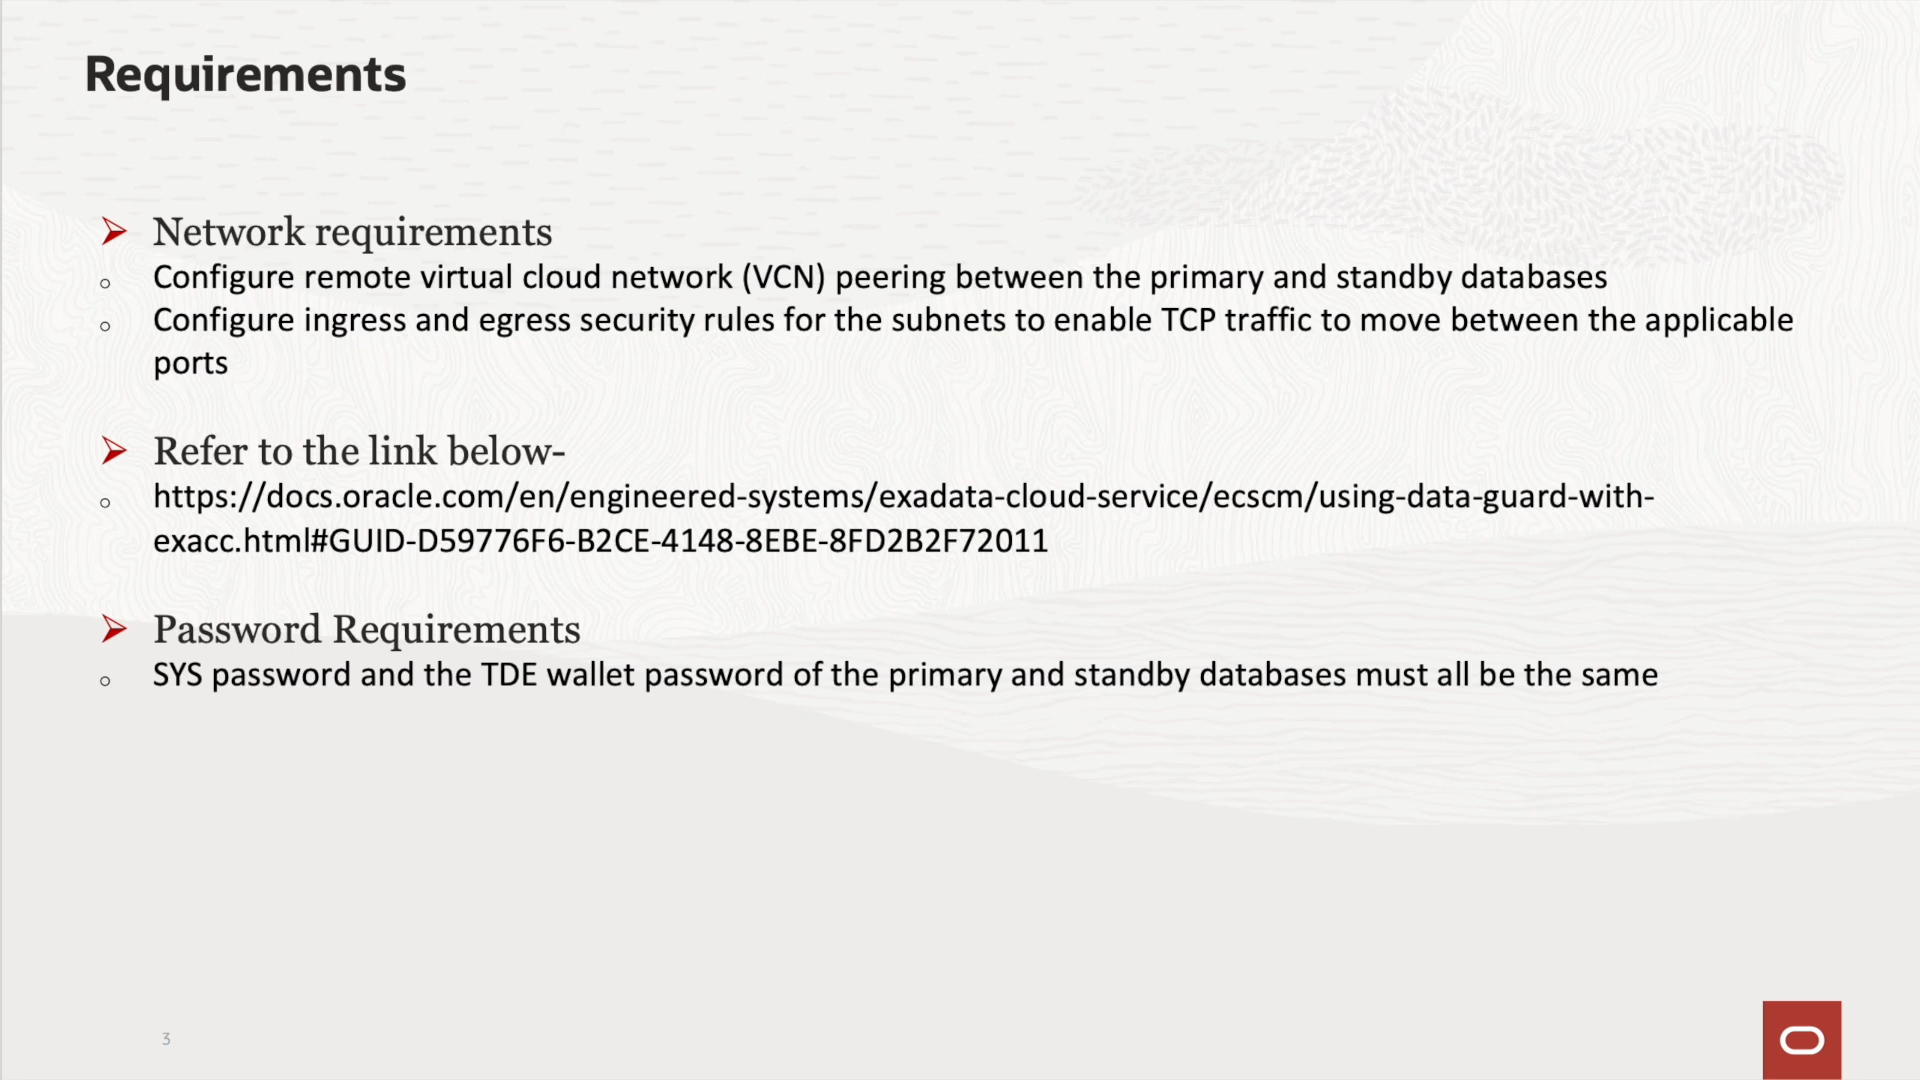 Requirements
Network requirements
Configure remote virtual cloud network (VCN) peering between the primary and standby databases
Configure ingress and egress security rules for the subnets to enable TCP traffic to move between the applicable
ports
Refer to the link below-
https://docs.oracle.com/en/engineered-systems/exadata-cloud-service/ecscm/using-data-guard-with-
exacc.html#GUID-D59776F6-B2CE-4148-8EBE-8FD2B2F72011
Password Requirements
SYS password and the TDE wallet password of the primary and standby databases must all be the same
3